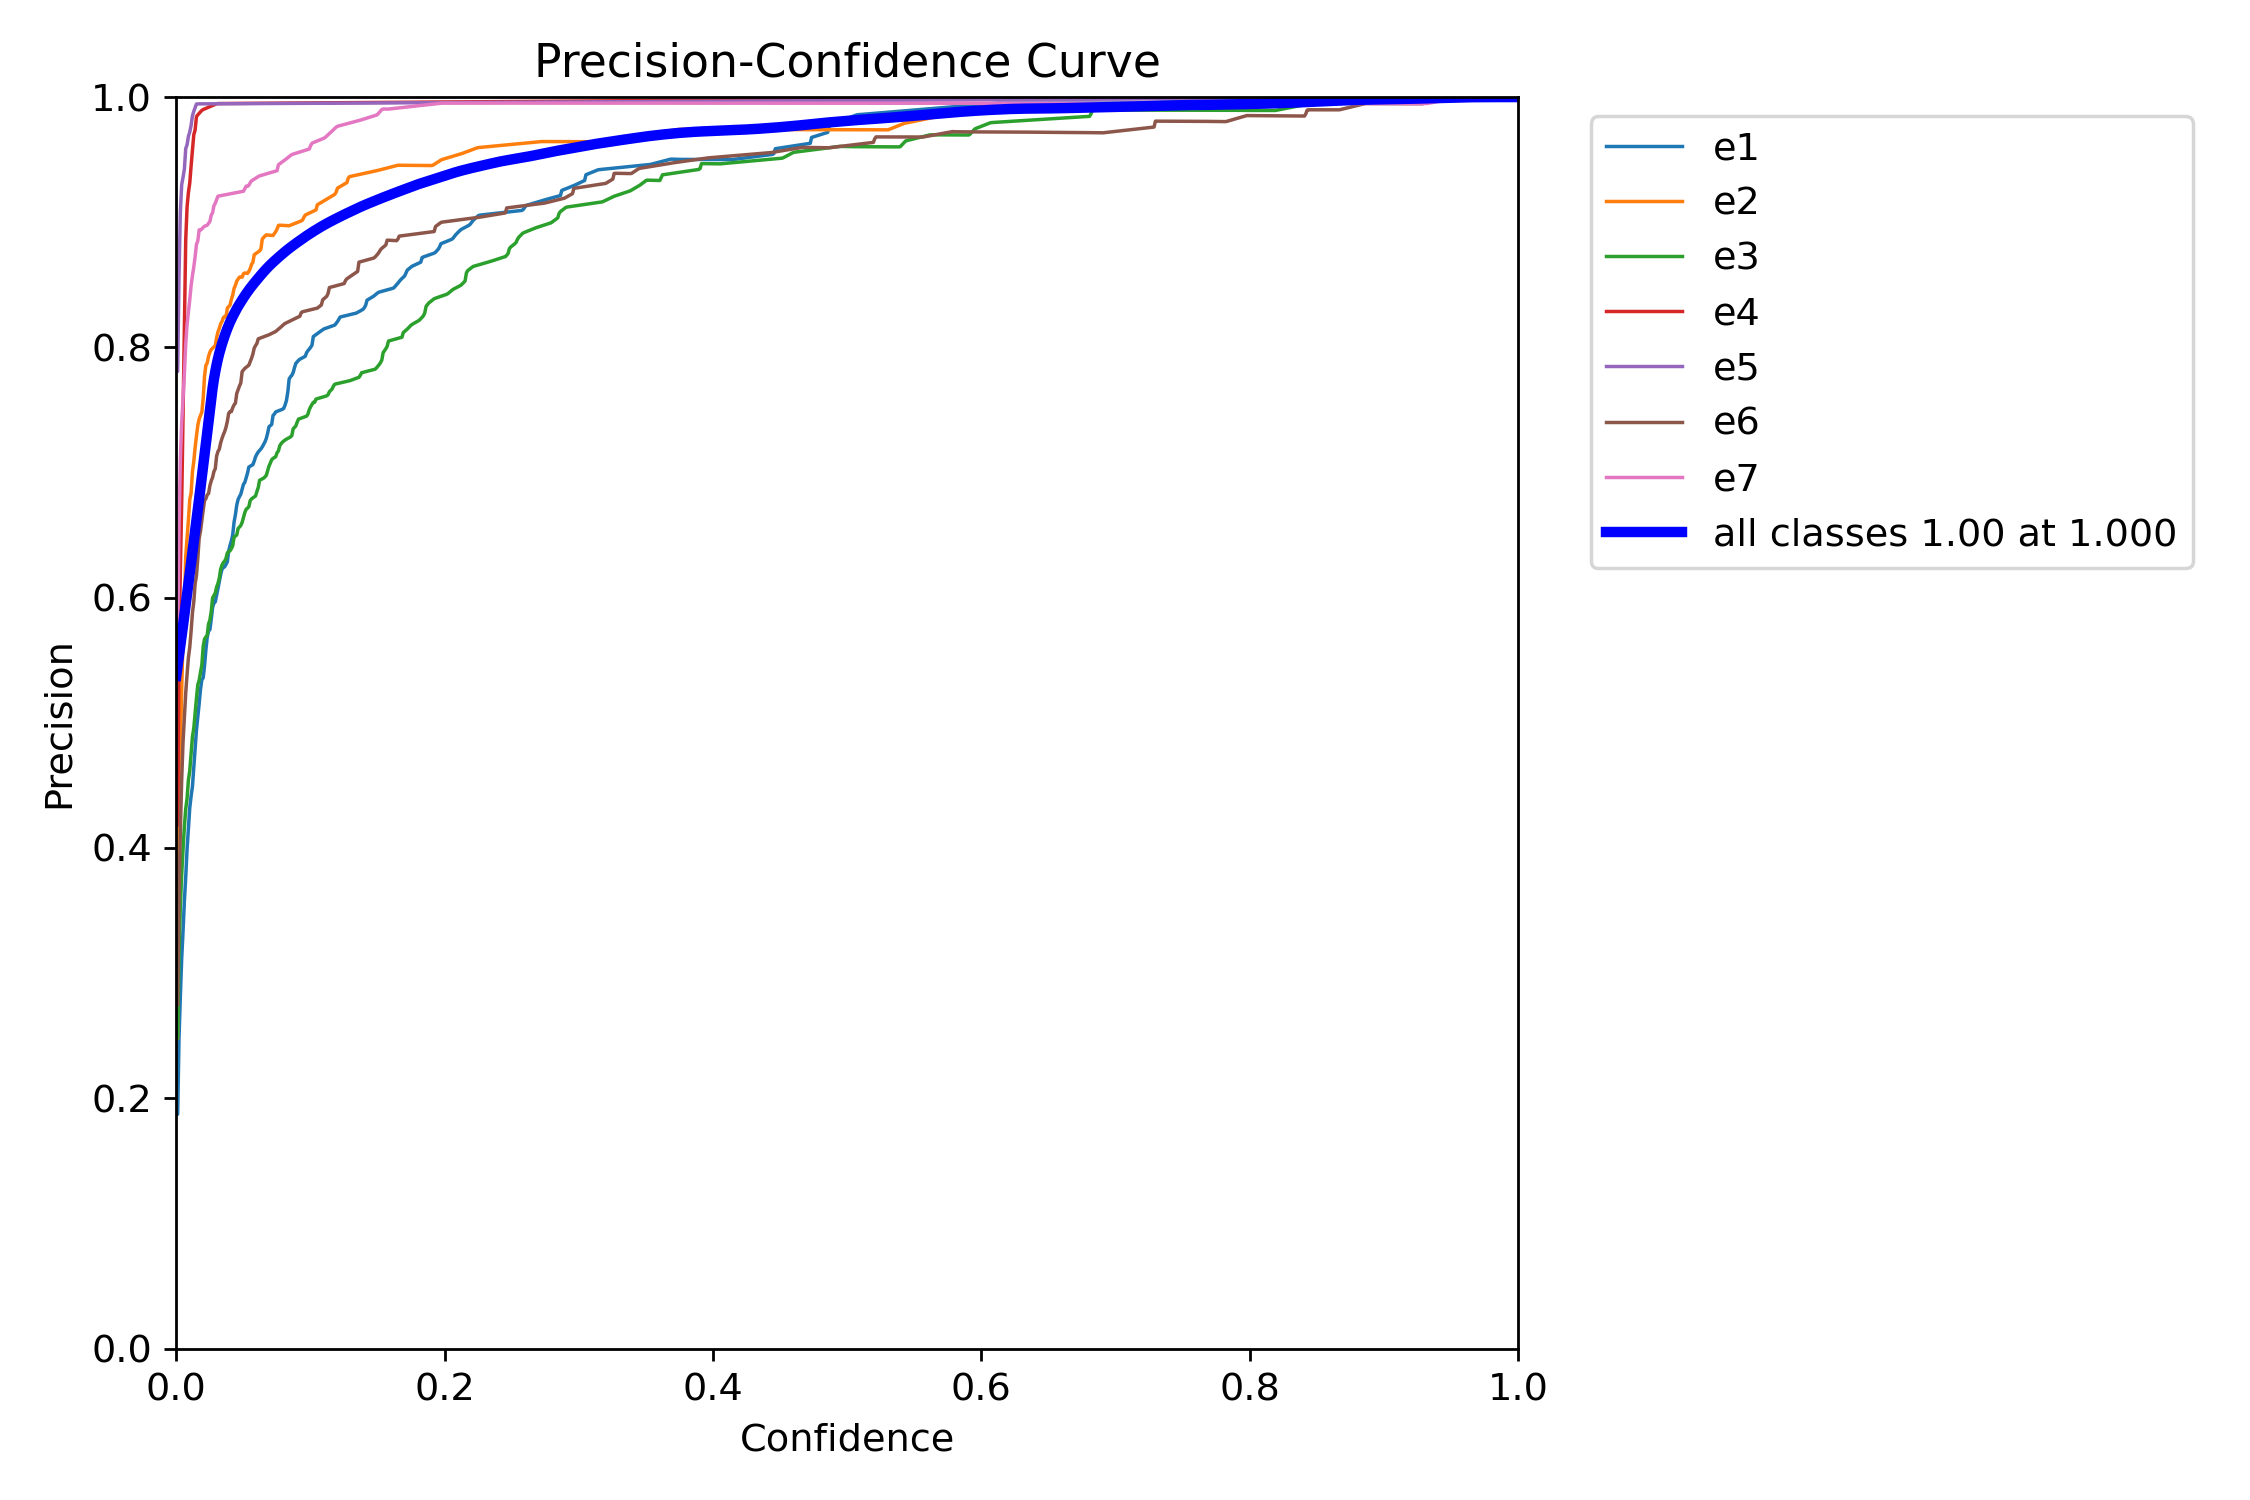 Precision-Confidence Curve
1.0
0.8
0.6
0.4
0.2
0.0
Precision
0.0 0.2 0.4 0.6 0.8 1.0
Confidence
e1
e2
e3
e4
e5
e6
e7
all classes 1.00 at 1.000